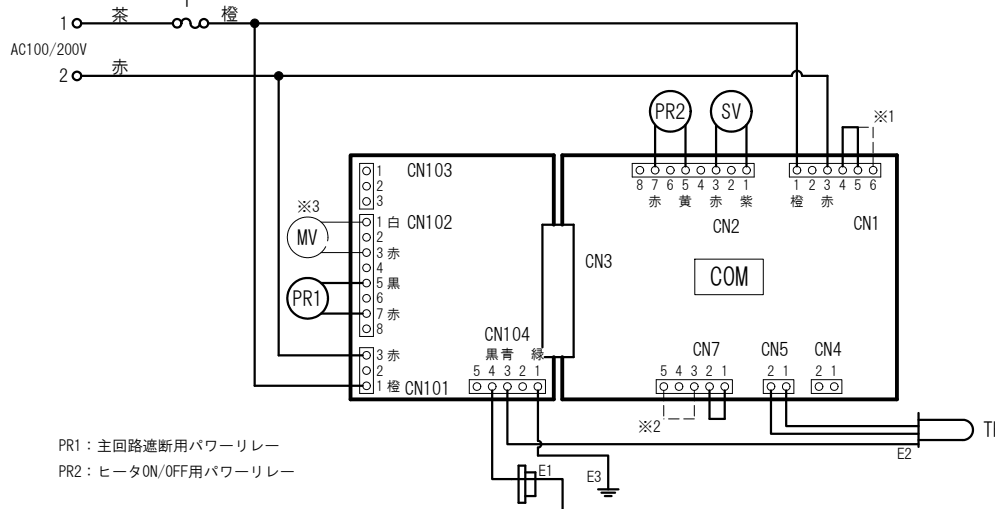 1 茶 橙
AC100/200V
2 赤
PR2 SV ※1
8 7 6 5 4 3 2 1
赤 黄 赤 紫
CN2
1 2 3 4 5 6
橙 赤
CN1
CN103
1
2
3
※3
MV
CN102
1 白
2
3 赤
4
5 黒
6
7 赤
8
PR1
CN3
COM
CN104
黒 青 緑
5 4 3 2 1
3 赤
2
1 橙 CN101
CN7
5 4 3 2 1
※2
CN5
2 1
CN4
2 1
E1
E3
E2
PR1：主回路遮断用パワーリレー
PR2：ヒータON/OFF用パワーリレー